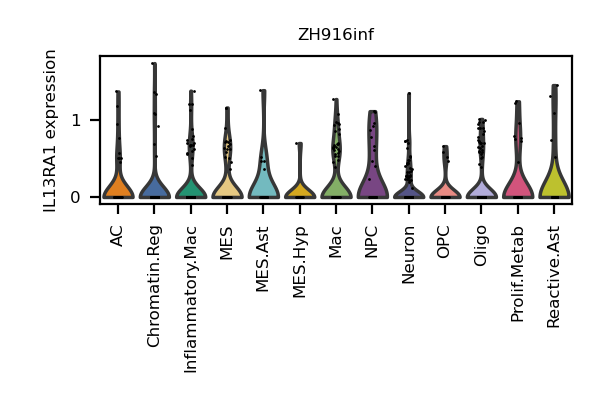 ZH916inf
IL13RA1 expression
1
0
AC
Chromatin.Reg
Inflammatory.Mac
MES
MES.Ast
MES.Hyp
Mac
NPC
Neuron
OPC
Oligo
Prolif.Metab
Reactive.Ast